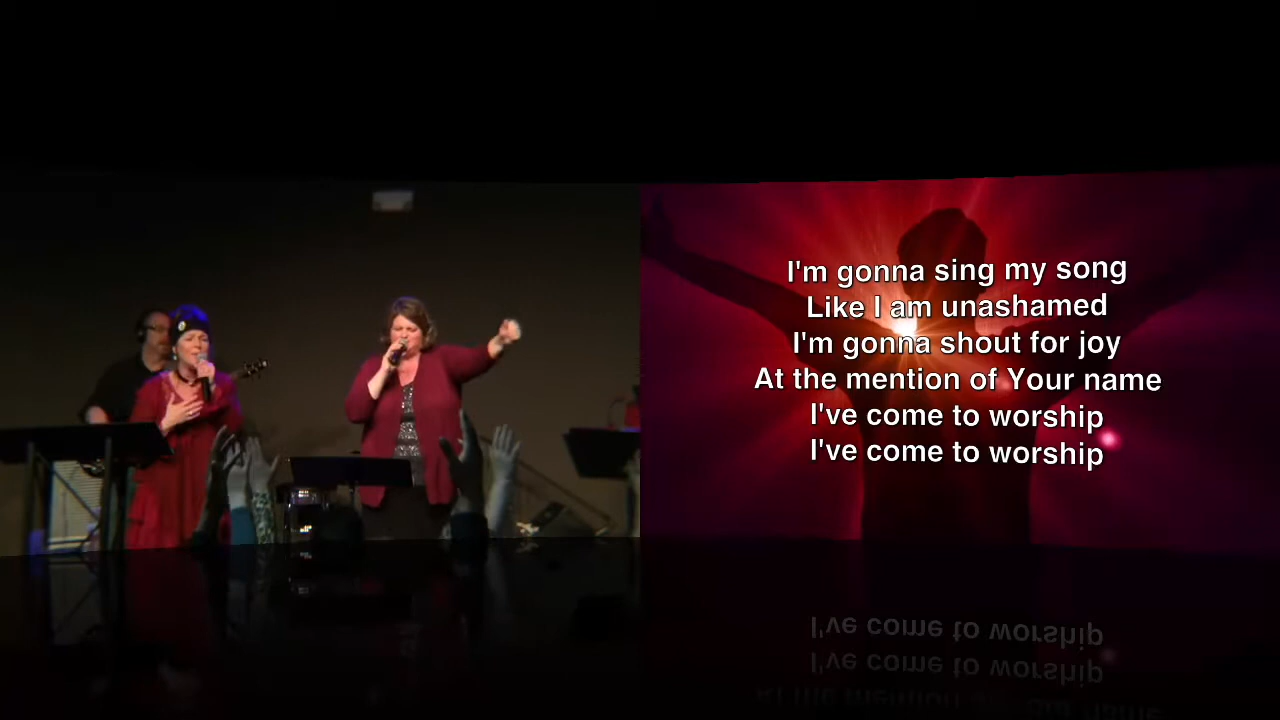 I'm gonna sing my song
Like I am unashamed
I'm gonna shout for joy
At the mention of Your name
I've come to worship
I've come to worship